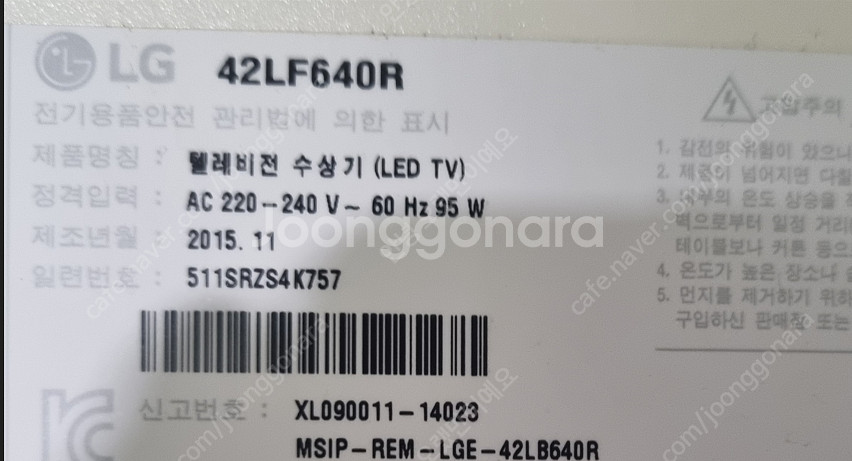 LG 42LF640R
전기용품안전 관리법에 의한 표시
제품명칭 : 텔레비전 수상기 (LED TV)
정격입력 : AC 220-240 V~ 60 Hz 95 W
제조년월 : 2015. 11
일련번호 : 511SRZS4K757
신고번호 : XL090011-14023
MSIP-REM-LGE-42LB640R
고압주의
1. 감전의 위험이 있으니
2. 제품이 넘어지면 다칠
3. 외부의 온도 상승을
벽으로부터 일정 거리
테이블보나 커튼 등으
4. 온도가 높은 장소나
5. 먼지를 제거하기 위하
구입하신 판매점 또는
joonggonara
cafe.naver.com/joonggonara